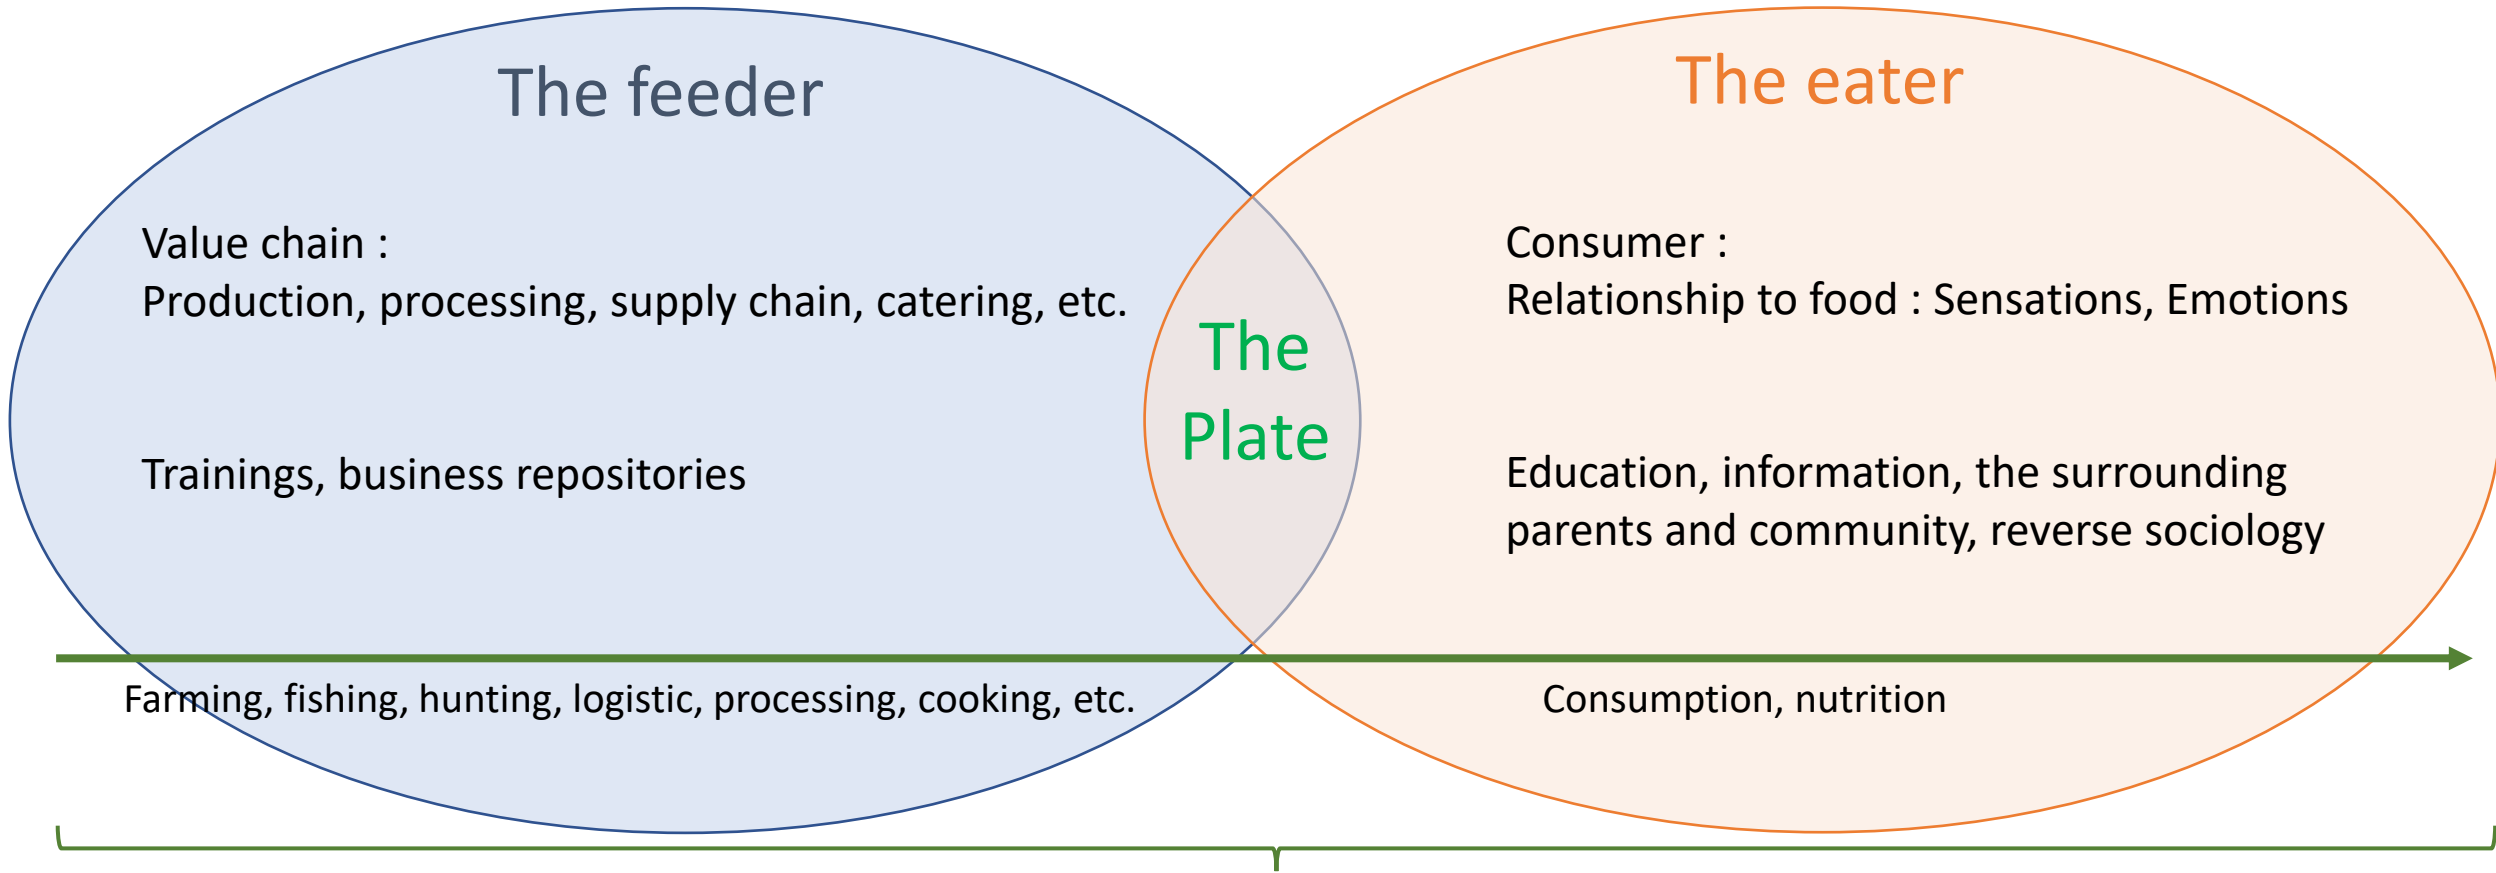 The feeder
Value chain :
Production, processing, supply chain, catering, etc.
Trainings, business repositories
Farming, fishing, hunting, logistic, processing, cooking, etc.
The
Plate
The eater
Consumer :
Relationship to food : Sensations, Emotions
Education, information, the surrounding
parents and community, reverse sociology
Consumption, nutrition